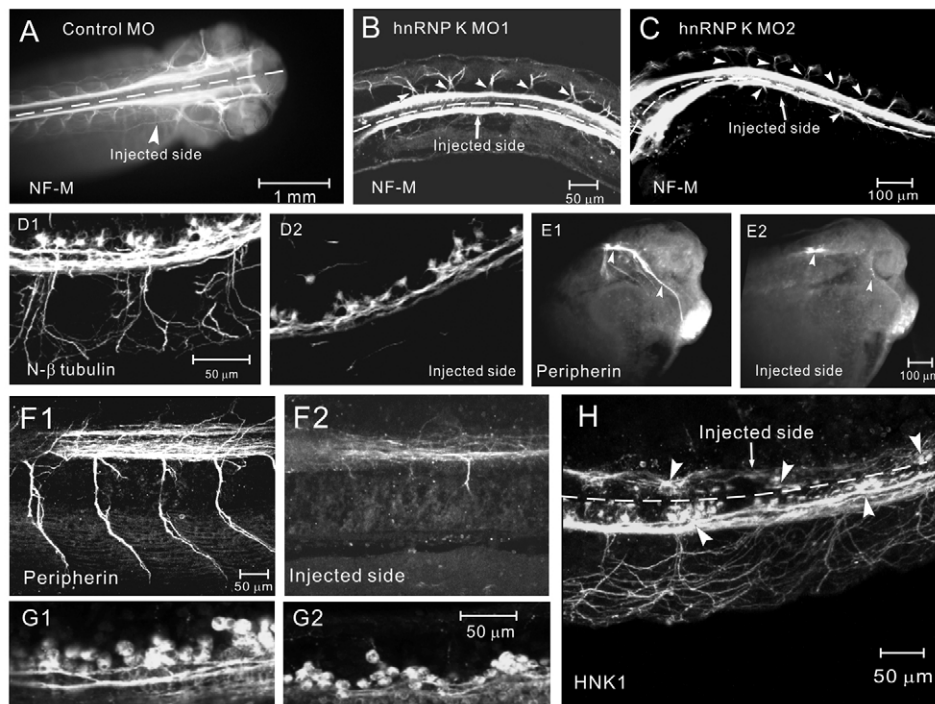 A
Control MO
Injected side
NF-M
1 mm
B
hnRNP K MO1
Injected side
NF-M
50 μm
C
hnRNP K MO2
Injected side
NF-M
100 μm
D1
N-β tubulin
50 μm
D2
Injected side
E1
Peripherin
E2
Injected side
100 μm
F1
Peripherin
50 μm
F2
Injected side
G1
G2
50 μm
H
Injected side
HNK1
50 μm